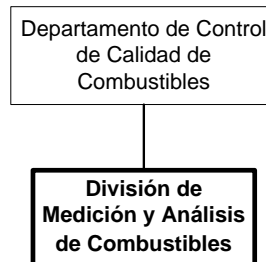 Departamento de Control
de Calidad de
Combustibles
División de
Medición y Análisis
de Combustibles